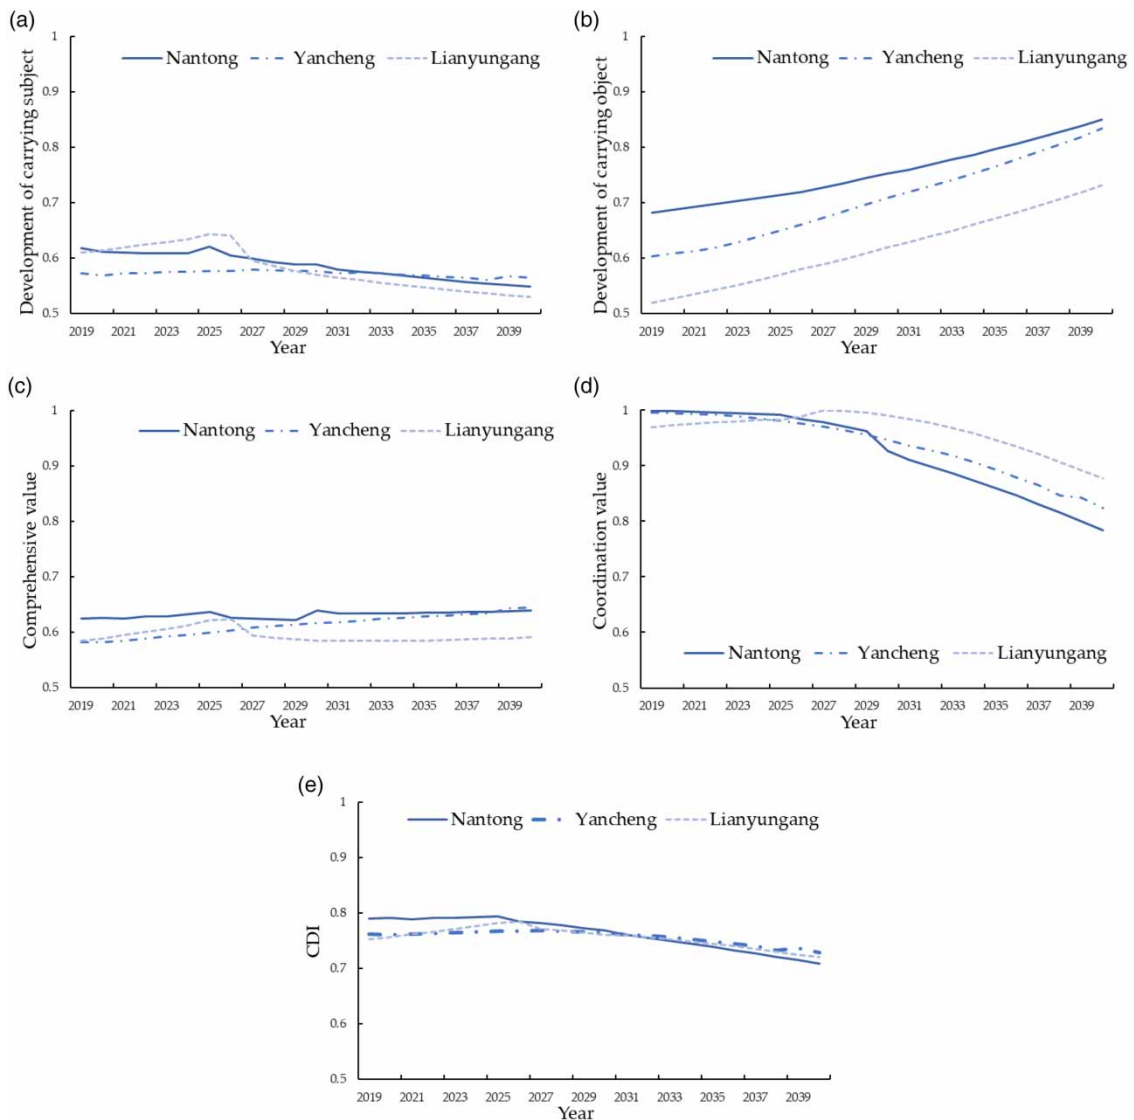 (a)
Development of carrying subject
1
0.9
0.8
0.7
0.6
0.5
Nantong Yancheng Lianyungang
2019 2021 2023 2025 2027 2029 2031 2033 2035 2037 2039
Year
(b)
Development of carrying object
1
0.9
0.8
0.7
0.6
0.5
Nantong Yancheng Lianyungang
2019 2021 2023 2025 2027 2029 2031 2033 2035 2037 2039
Year
(c)
Comprehensive value
1
0.9
0.8
0.7
0.6
0.5
Nantong Yancheng Lianyungang
2019 2021 2023 2025 2027 2029 2031 2033 2035 2037 2039
Year
(d)
Coordination value
1
0.9
0.8
0.7
0.6
0.5
Nantong Yancheng Lianyungang
2019 2021 2023 2025 2027 2029 2031 2033 2035 2037 2039
Year
(e)
CDI
1
0.9
0.8
0.7
0.6
0.5
Nantong Yancheng Lianyungang
2019 2021 2023 2025 2027 2029 2031 2033 2035 2037 2039
Year